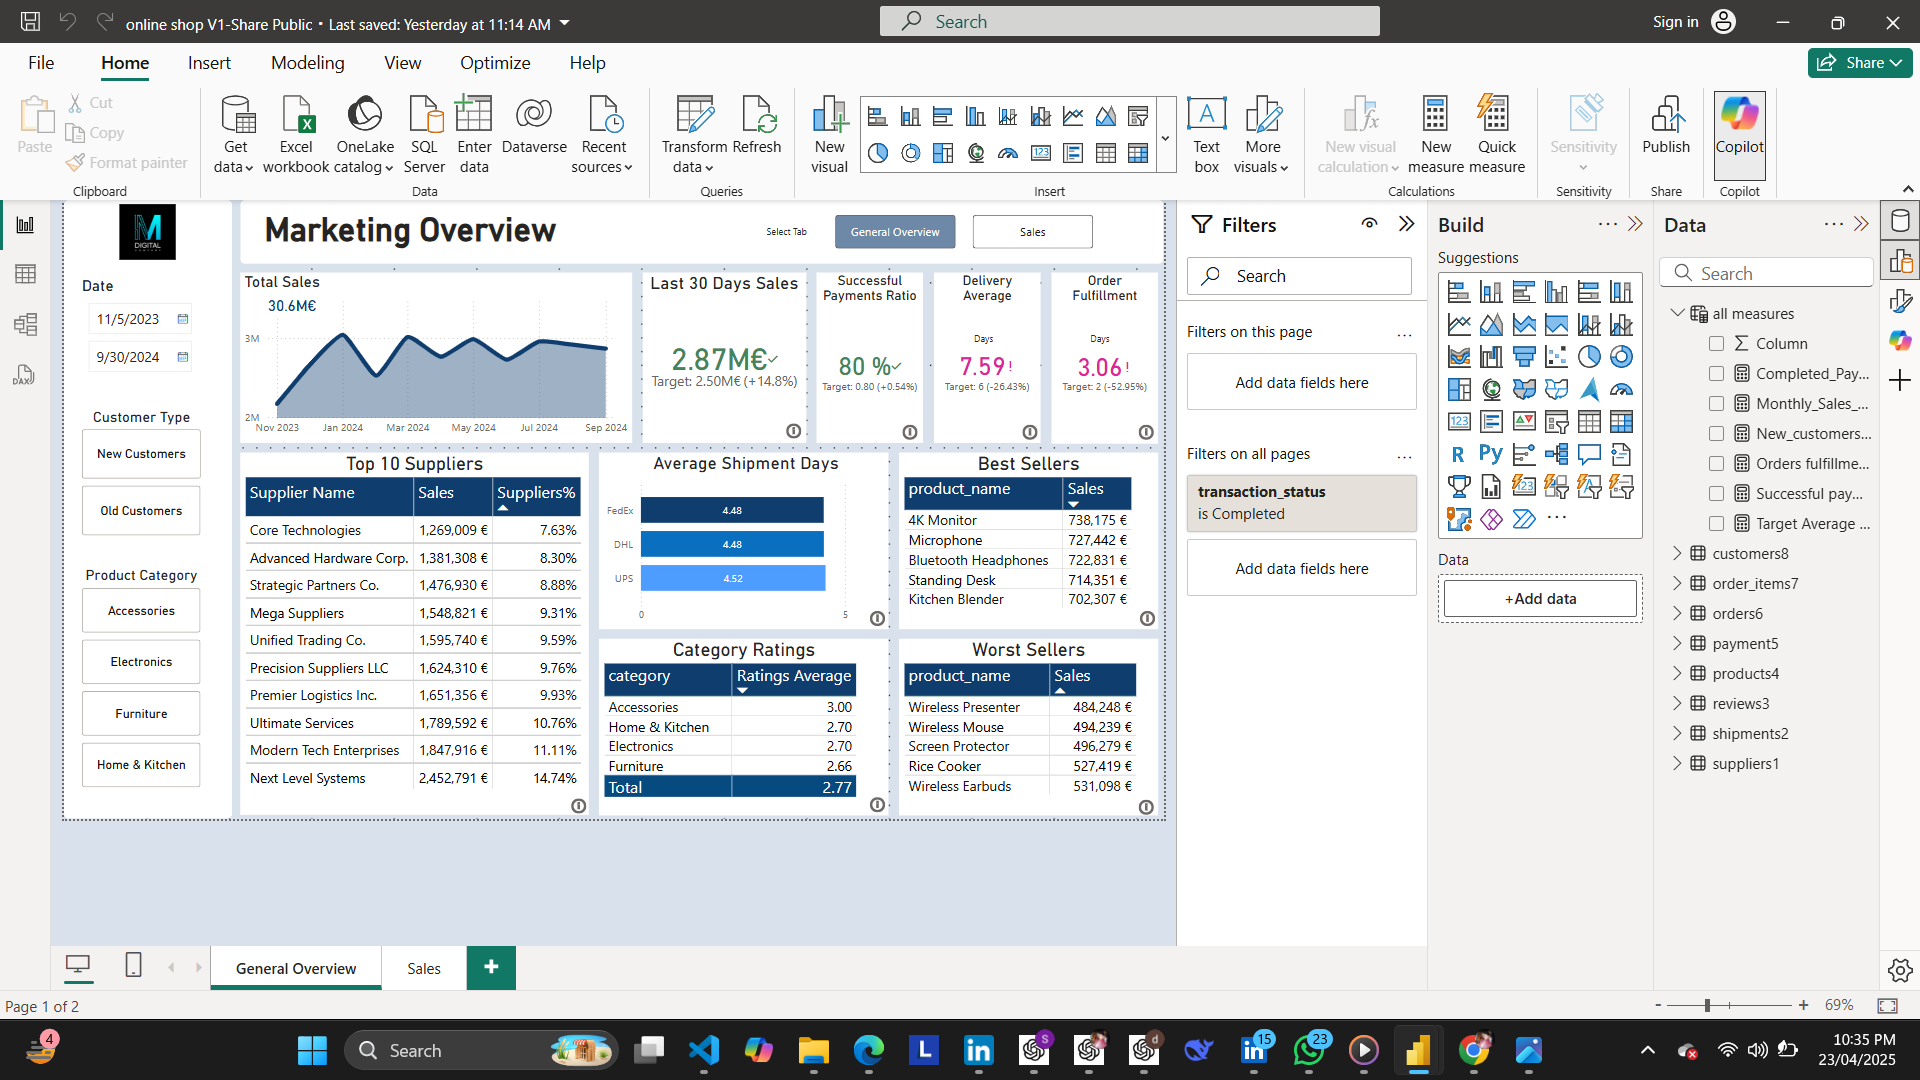 online shop V1-Share Public • Last saved: Yesterday at 11:14 AM
Search
Sign in
File
Home
Insert
Modeling
View
Optimize
Help
Share
Paste
Cut
Copy
Format painter
Clipboard
Get data
Excel workbook
OneLake catalog
SQL Server
Enter data
Dataverse
Recent sources
Data
Transform data
Refresh
Queries
New visual
Text box
More visuals
Insert
New visual calculation
New measure
Quick measure
Calculations
Sensitivity
Sensitivity
Publish
Share
Copilot
Copilot
M
DIGITAL
Marketing Overview
Select Tab
General Overview
Sales
Date
11/5/2023
9/30/2024
Customer Type
New Customers
Old Customers
Product Category
Accessories
Electronics
Furniture
Home & Kitchen
Total Sales
30.6M€
3M
2M
Nov 2023
Jan 2024
Mar 2024
May 2024
Jul 2024
Sep 2024
Last 30 Days Sales
2.87M€
Target: 2.50M€ (+14.8%)
Successful Payments Ratio
80 %
Target: 0.80 (+0.54%)
Delivery Average
Days
7.59!
Target: 6 (-26.43%)
Order Fulfillment
Days
3.06!
Target: 2 (-52.95%)
Top 10 Suppliers
Supplier Name Sales Suppliers%
Core Technologies 1,269,009 € 7.63%
Advanced Hardware Corp. 1,381,308 € 8.30%
Strategic Partners Co. 1,476,930 € 8.88%
Mega Suppliers 1,548,821 € 9.31%
Unified Trading Co. 1,595,740 € 9.59%
Precision Suppliers LLC 1,624,310 € 9.76%
Premier Logistics Inc. 1,651,356 € 9.93%
Ultimate Services 1,789,592 € 10.76%
Modern Tech Enterprises 1,847,916 € 11.11%
Next Level Systems 2,452,791 € 14.74%
Average Shipment Days
FedEx 4.48
DHL 4.48
UPS 4.52
0 5
Best Sellers
product_name Sales
4K Monitor 738,175 €
Microphone 727,442 €
Bluetooth Headphones 722,831 €
Standing Desk 714,351 €
Kitchen Blender 702,307 €
Category Ratings
category Ratings Average
Accessories 3.00
Home & Kitchen 2.70
Electronics 2.70
Furniture 2.66
Total 2.77
Worst Sellers
product_name Sales
Wireless Presenter 484,248 €
Wireless Mouse 494,239 €
Screen Protector 496,279 €
Rice Cooker 527,419 €
Wireless Earbuds 531,098 €
Filters
Search
Filters on this page
Add data fields here
Filters on all pages
transaction_status
is Completed
Add data fields here
Build
Suggestions
Data
+Add data
Data
Search
all measures
Column
Completed_Pay...
Monthly_Sales_...
New_customers...
Orders fulfillme...
Successful pay...
Target Average ...
customers8
order_items7
orders6
payment5
products4
reviews3
shipments2
suppliers1
General Overview
Sales
Page 1 of 2
- + 69%
4
Search
15
23
10:35 PM
23/04/2025